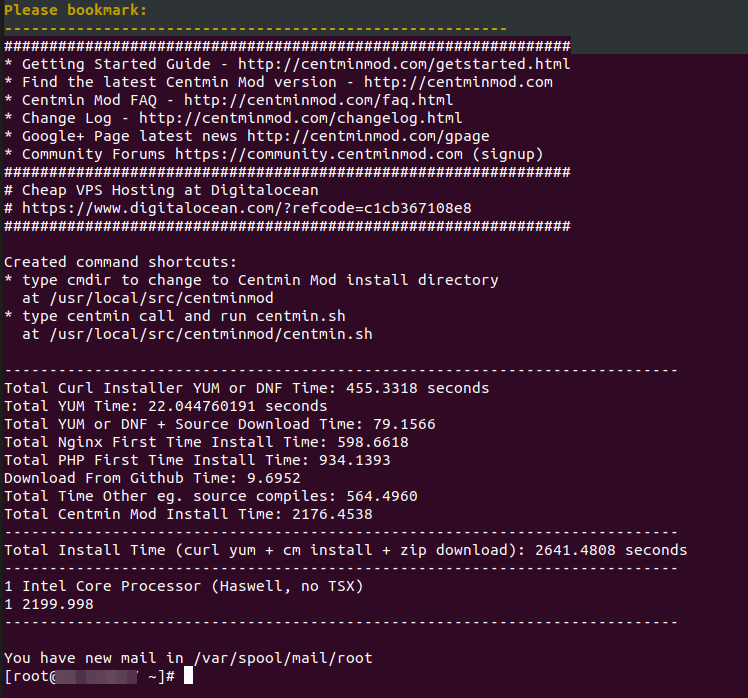 Please bookmark:
--------------------------------------------------------
###############################################################
* Getting Started Guide - http://centminmod.com/getstarted.html
* Find the latest Centmin Mod version - http://centminmod.com
* Centmin Mod FAQ - http://centminmod.com/faq.html
* Change Log - http://centminmod.com/changelog.html
* Google+ Page latest news http://centminmod.com/gpage
* Community Forums https://community.centminmod.com (signup)
###############################################################
# Cheap VPS Hosting at Digitalocean
# https://www.digitalocean.com/?refcode=c1cb367108e8
###############################################################
Created command shortcuts:
* type cmdir to change to Centmin Mod install directory
  at /usr/local/src/centminmod
* type centmin call and run centmin.sh
  at /usr/local/src/centminmod/centmin.sh
---------------------------------------------------------------------------
Total Curl Installer YUM or DNF Time: 455.3318 seconds
Total YUM Time: 22.044760191 seconds
Total YUM or DNF + Source Download Time: 79.1566
Total Nginx First Time Install Time: 598.6618
Total PHP First Time Install Time: 934.1393
Download From Github Time: 9.6952
Total Time Other eg. source compiles: 564.4960
Total Centmin Mod Install Time: 2176.4538
---------------------------------------------------------------------------
Total Install Time (curl yum + cm install + zip download): 2641.4808 seconds
---------------------------------------------------------------------------
1 Intel Core Processor (Haswell, no TSX)
1 2199.998
---------------------------------------------------------------------------
You have new mail in /var/spool/mail/root
[root@ ~]#